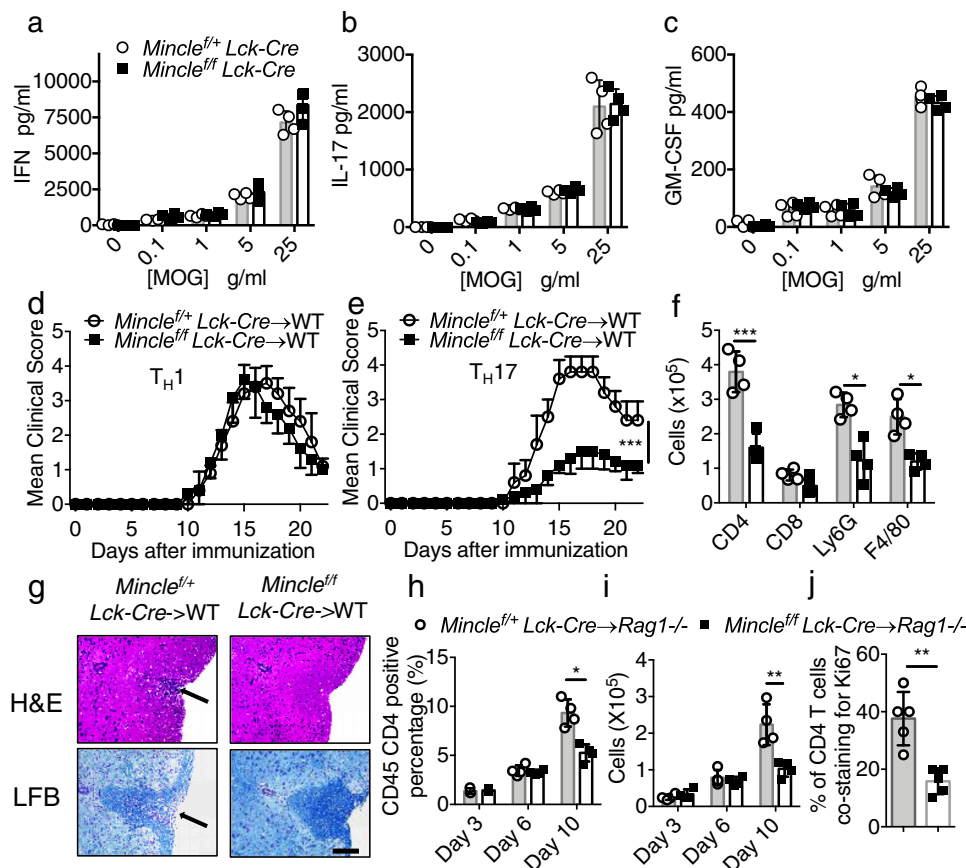 a
Mincle f/+ Lck-Cre
Mincle f/f Lck-Cre
IFN pg/ml
10000
7500
5000
2500
0
0
0.1
1
5
25
[MOG] g/ml
b
IL-17 pg/ml
3000
2000
1000
0
0
0.1
1
5
25
[MOG] g/ml
c
GM-CSF pg/ml
600
400
200
0
0
0.1
1
5
25
[MOG] g/ml
d
Mincle f/+ Lck-Cre→WT
Mincle f/f Lck-Cre→WT
TH1
Mean Clinical Score
5
4
3
2
1
0
0
5
10
15
20
Days after immunization
e
Mincle f/+ Lck-Cre→WT
Mincle f/f Lck-Cre→WT
TH17
***
Mean Clinical Score
5
4
3
2
1
0
0
5
10
15
20
Days after immunization
f
Cells (x10⁵)
5
4
3
2
1
0
***
*
*
CD4
CD8
Ly6G
F4/80
g
Mincle f/+
Lck-Cre->WT
Mincle f/f
Lck-Cre->WT
H&E
LFB
Mincle f/+ Lck-Cre→Rag1-/-
Mincle f/f Lck-Cre→Rag1-/-
h
CD45 CD4 positive
percentage (%)
15
10
5
0
*
Day 3
Day 6
Day 10
i
Cells (X10⁵)
4
3
2
1
0
**
Day 3
Day 6
Day 10
j
% of CD4 T cells
co-staining for Ki67
60
40
20
0
**